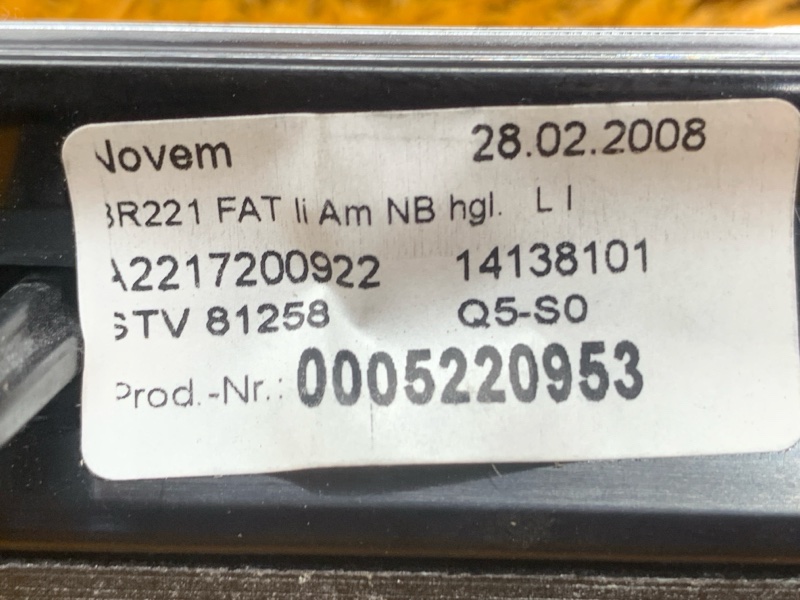 Novem 28.02.2008
BR221 FAT li Am NB hgl. L I
A2217200922 14138101
STV 81258 Q5-S0
Prod.-Nr.: 0005220953